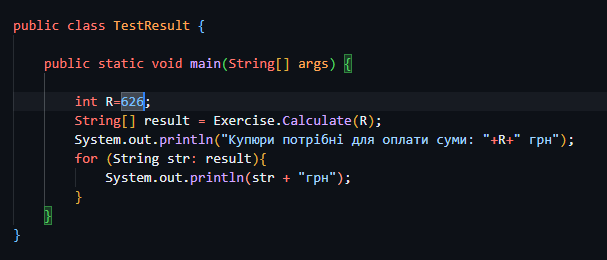 public class TestResult {
public static void main(String[] args) {
int R=626;
String[] result = Exercise.Calculate(R);
System.out.println("Купюри потрібні для оплати суми: "+R+" грн");
for (String str: result){
System.out.println(str + "грн");
}
}
}